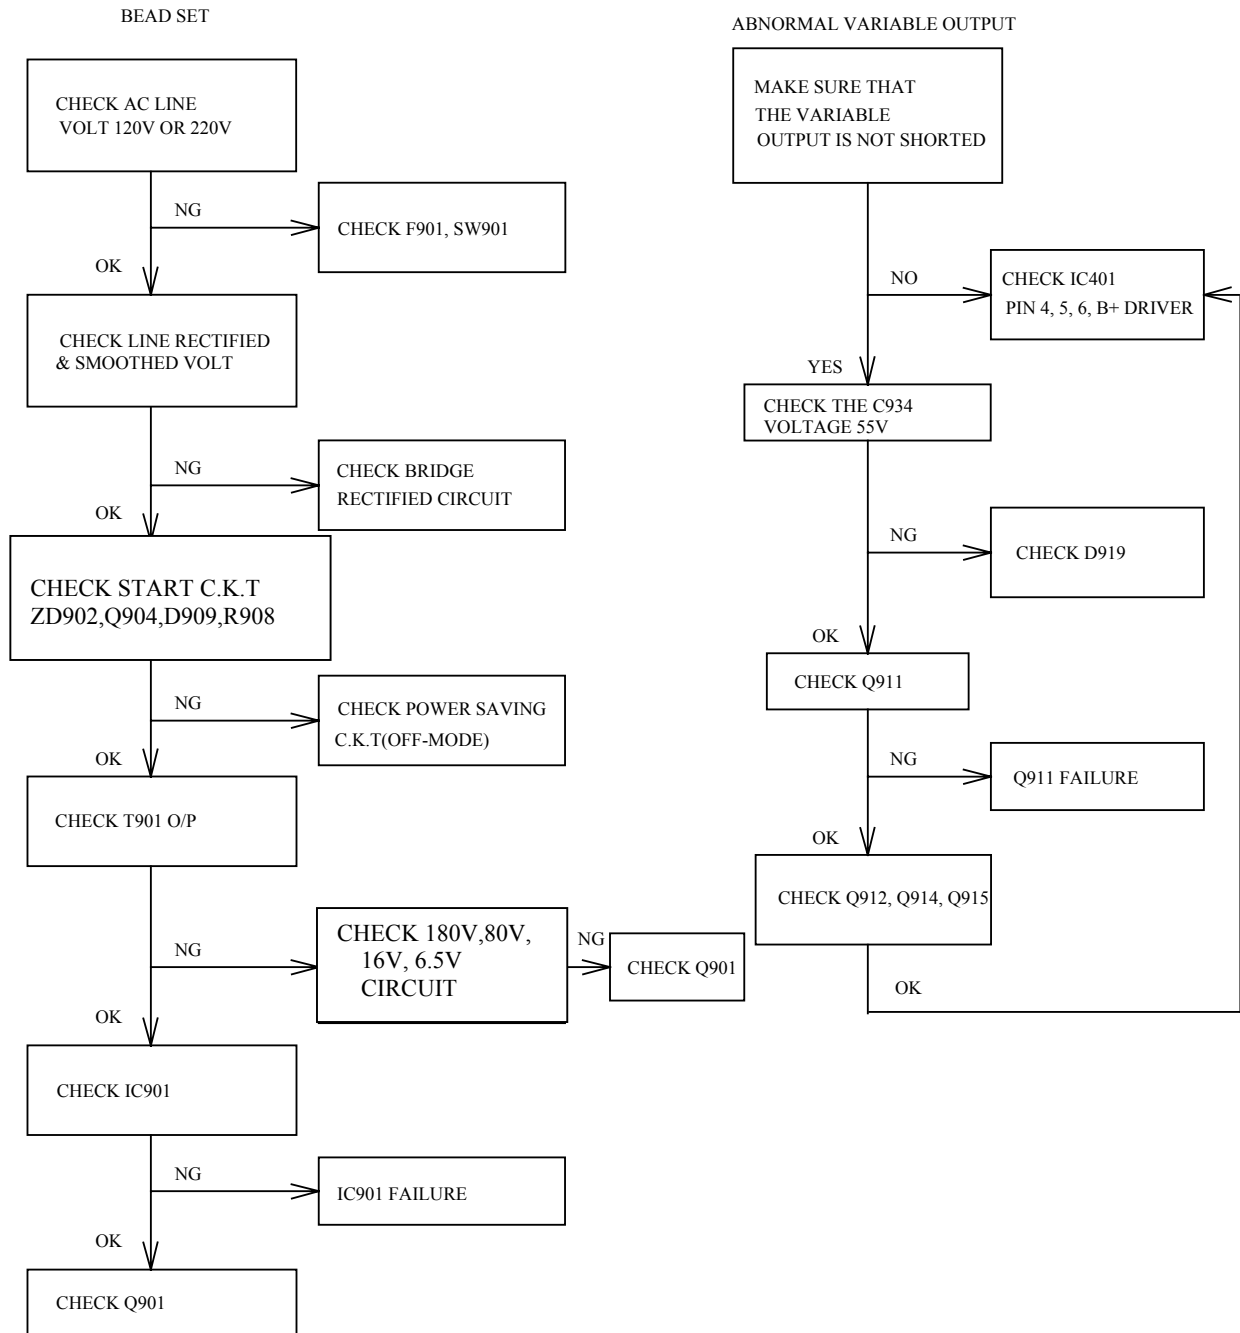 BEAD SET
CHECK AC LINE
VOLT 120V OR 220V
NG
CHECK F901, SW901
OK
CHECK LINE RECTIFIED
& SMOOTHED VOLT
NG
CHECK BRIDGE
RECTIFIED CIRCUIT
OK
CHECK START C.K.T
ZD902,Q904,D909,R908
NG
CHECK POWER SAVING
C.K.T(OFF-MODE)
OK
CHECK T901 O/P
NG
CHECK 180V,80V,
16V, 6.5V
CIRCUIT
NG
CHECK Q901
OK
CHECK IC901
NG
IC901 FAILURE
OK
CHECK Q901
ABNORMAL VARIABLE OUTPUT
MAKE SURE THAT
THE VARIABLE
OUTPUT IS NOT SHORTED
NO
CHECK IC401
PIN 4, 5, 6, B+ DRIVER
YES
CHECK THE C934
VOLTAGE 55V
NG
CHECK D919
OK
CHECK Q911
NG
Q911 FAILURE
OK
CHECK Q912, Q914, Q915
OK